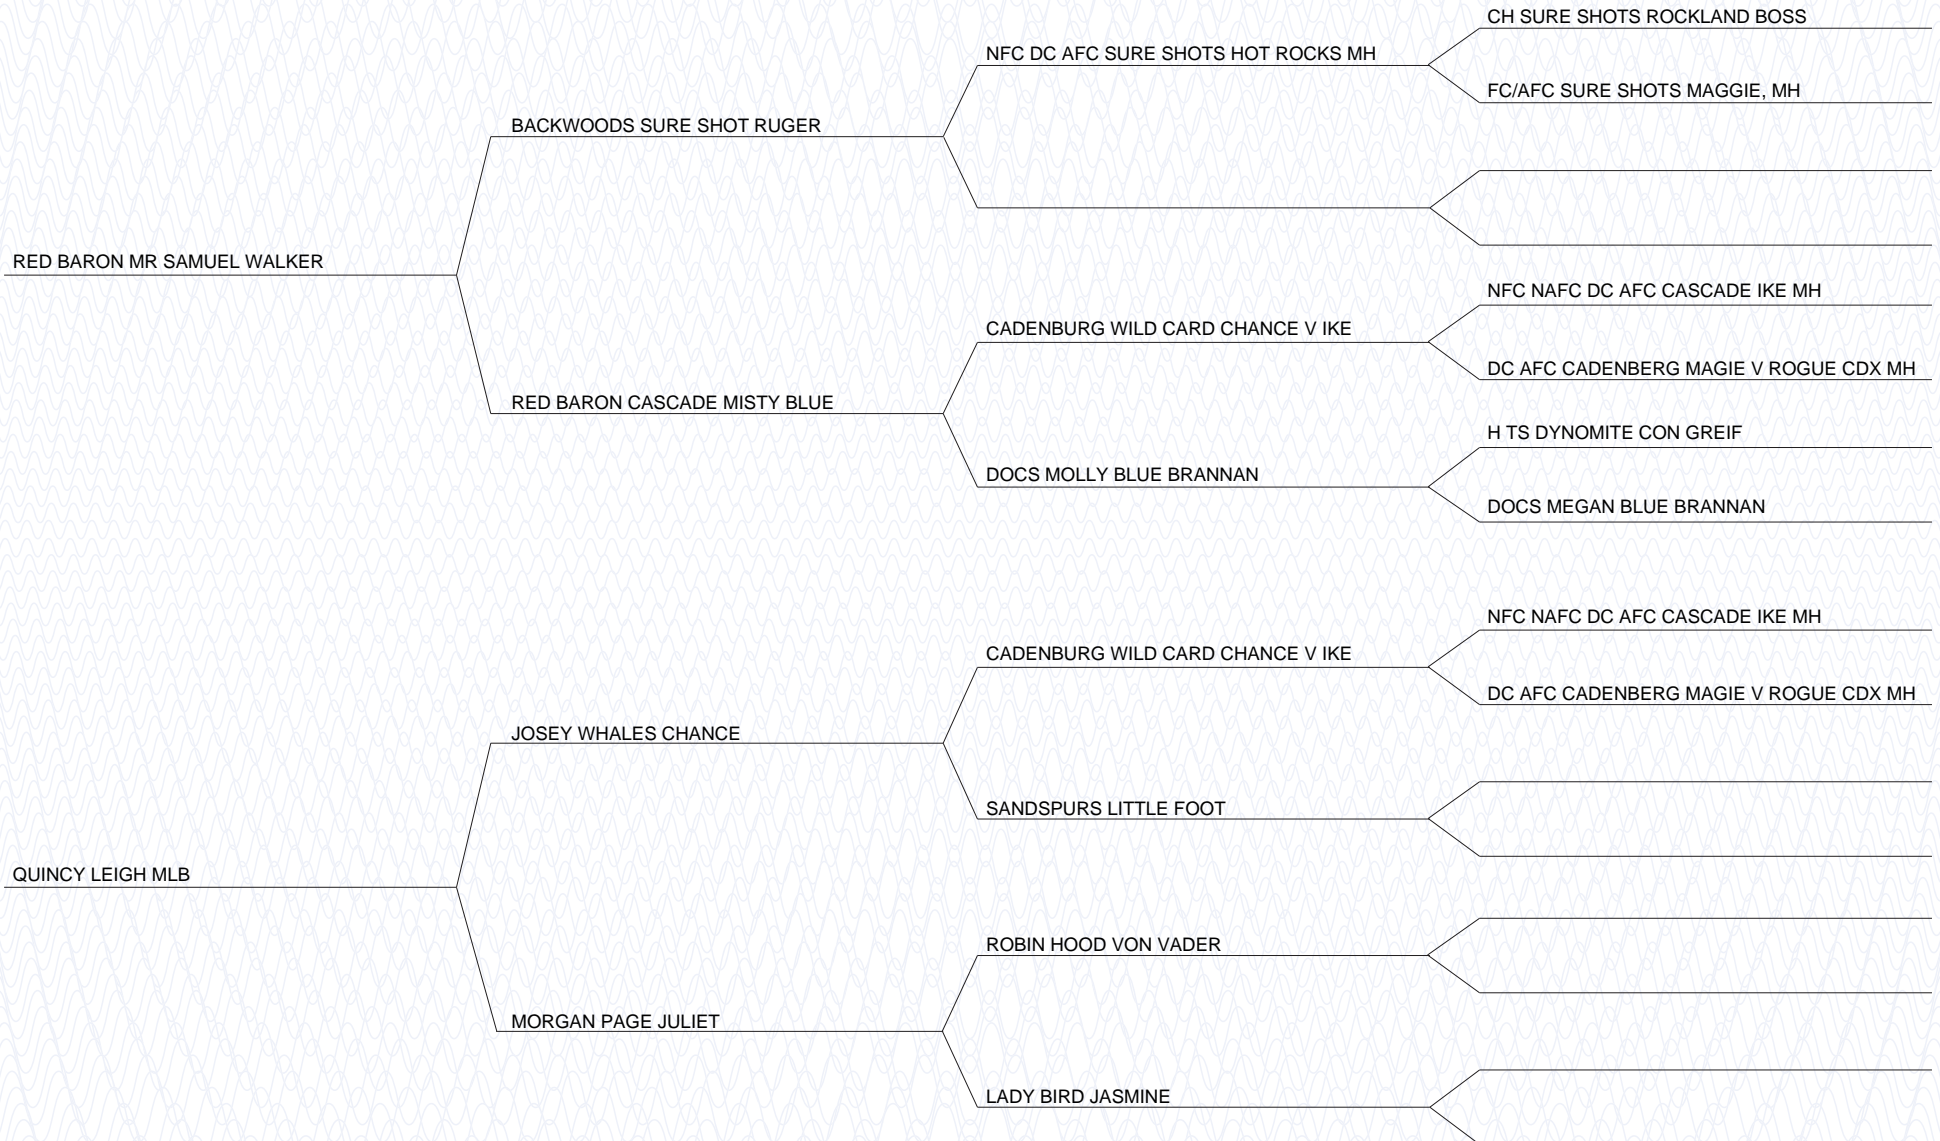 CH SURE SHOTS ROCKLAND BOSS
NFC DC AFC SURE SHOTS HOT ROCKS MH
FC/AFC SURE SHOTS MAGGIE, MH
BACKWOODS SURE SHOT RUGER
RED BARON MR SAMUEL WALKER
NFC NAFC DC AFC CASCADE IKE MH
CADENBURG WILD CARD CHANCE V IKE
DC AFC CADENBERG MAGIE V ROGUE CDX MH
RED BARON CASCADE MISTY BLUE
H TS DYNOMITE CON GREIF
DOCS MOLLY BLUE BRANNAN
DOCS MEGAN BLUE BRANNAN
NFC NAFC DC AFC CASCADE IKE MH
CADENBURG WILD CARD CHANCE V IKE
DC AFC CADENBERG MAGIE V ROGUE CDX MH
JOSEY WHALES CHANCE
SANDSPURS LITTLE FOOT
QUINCY LEIGH MLB
ROBIN HOOD VON VADER
MORGAN PAGE JULIET
LADY BIRD JASMINE